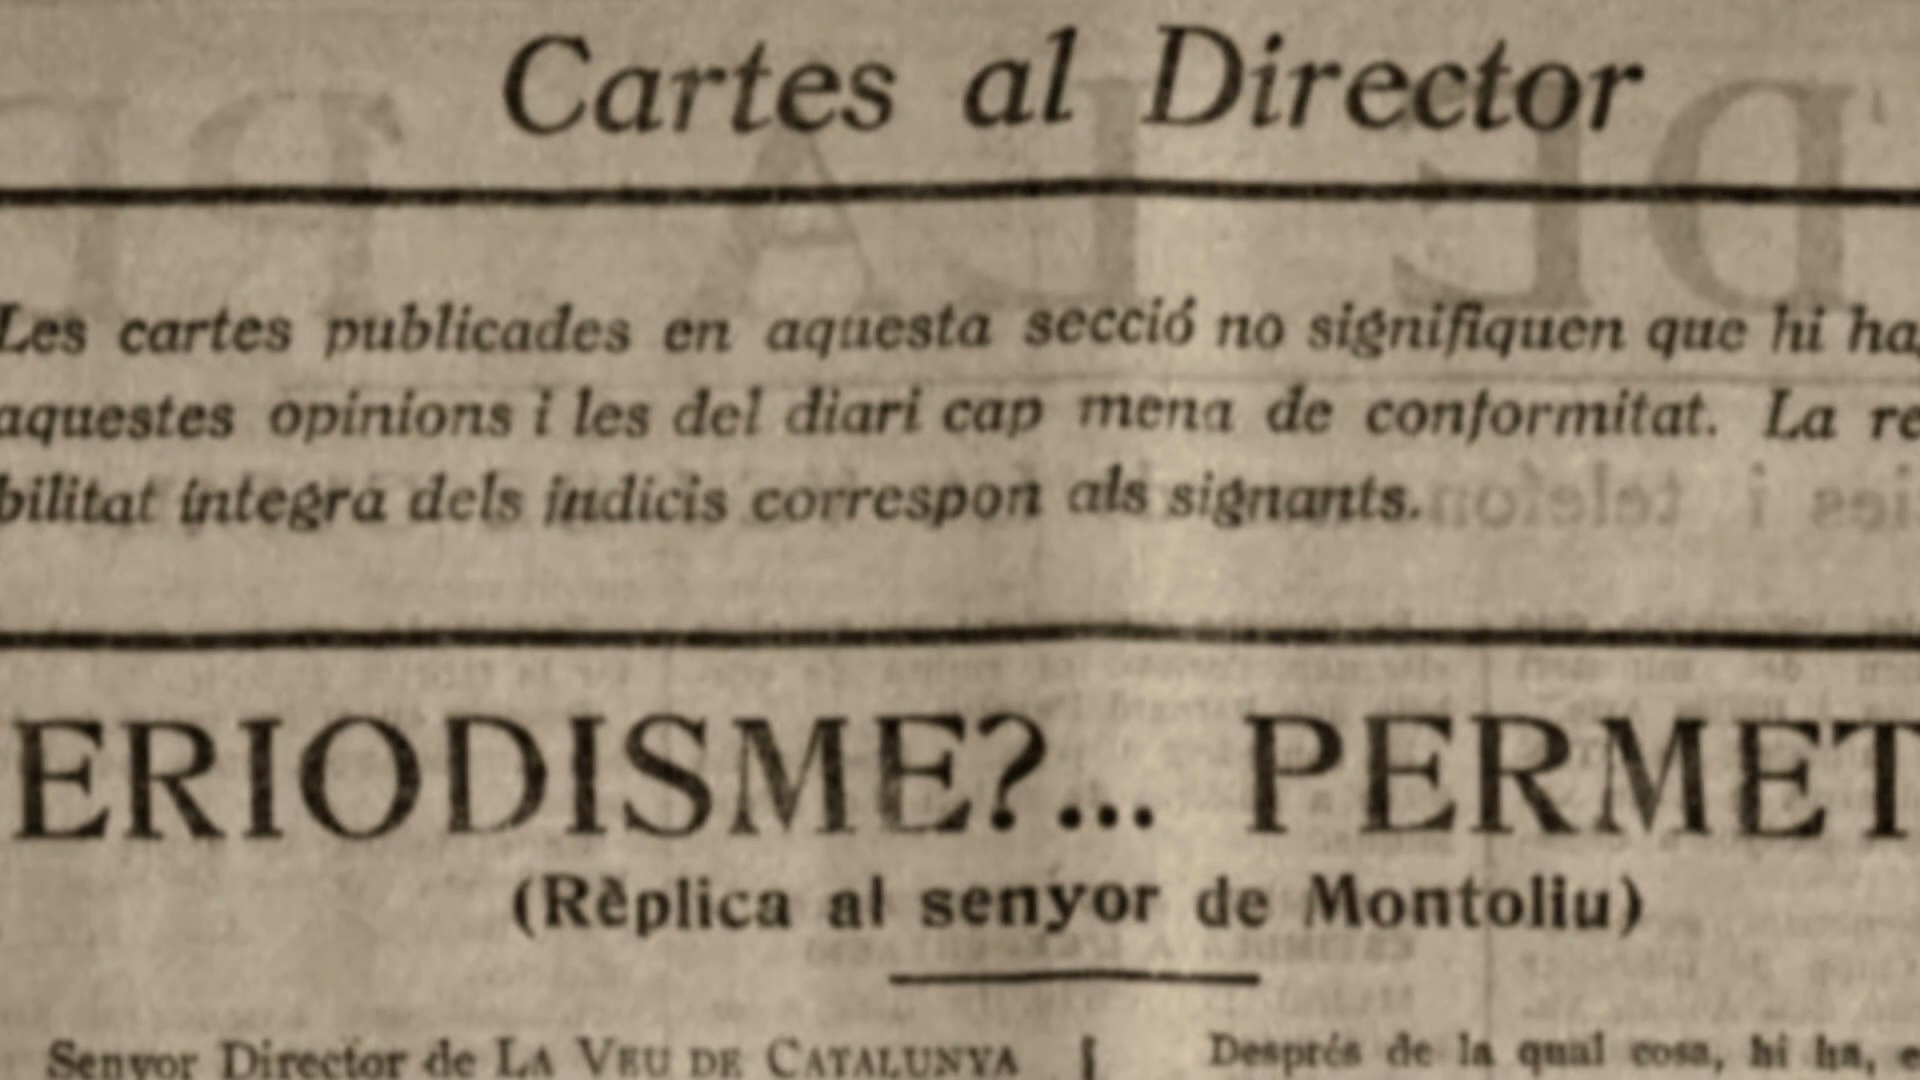 Cartes al Director
Les cartes publicades en aquesta secció no signifiquen que hi ha
aquestes opinions i les del diari cap mena de conformitat. La re
bilitat íntegra dels indicis correspon als signants.
ERIODISME?... PERMET
(Rèplica al senyor de Montoliu)
Senyor Director de LA VEU DE CATALUNYA
Després de la qual cosa, hi ha, e